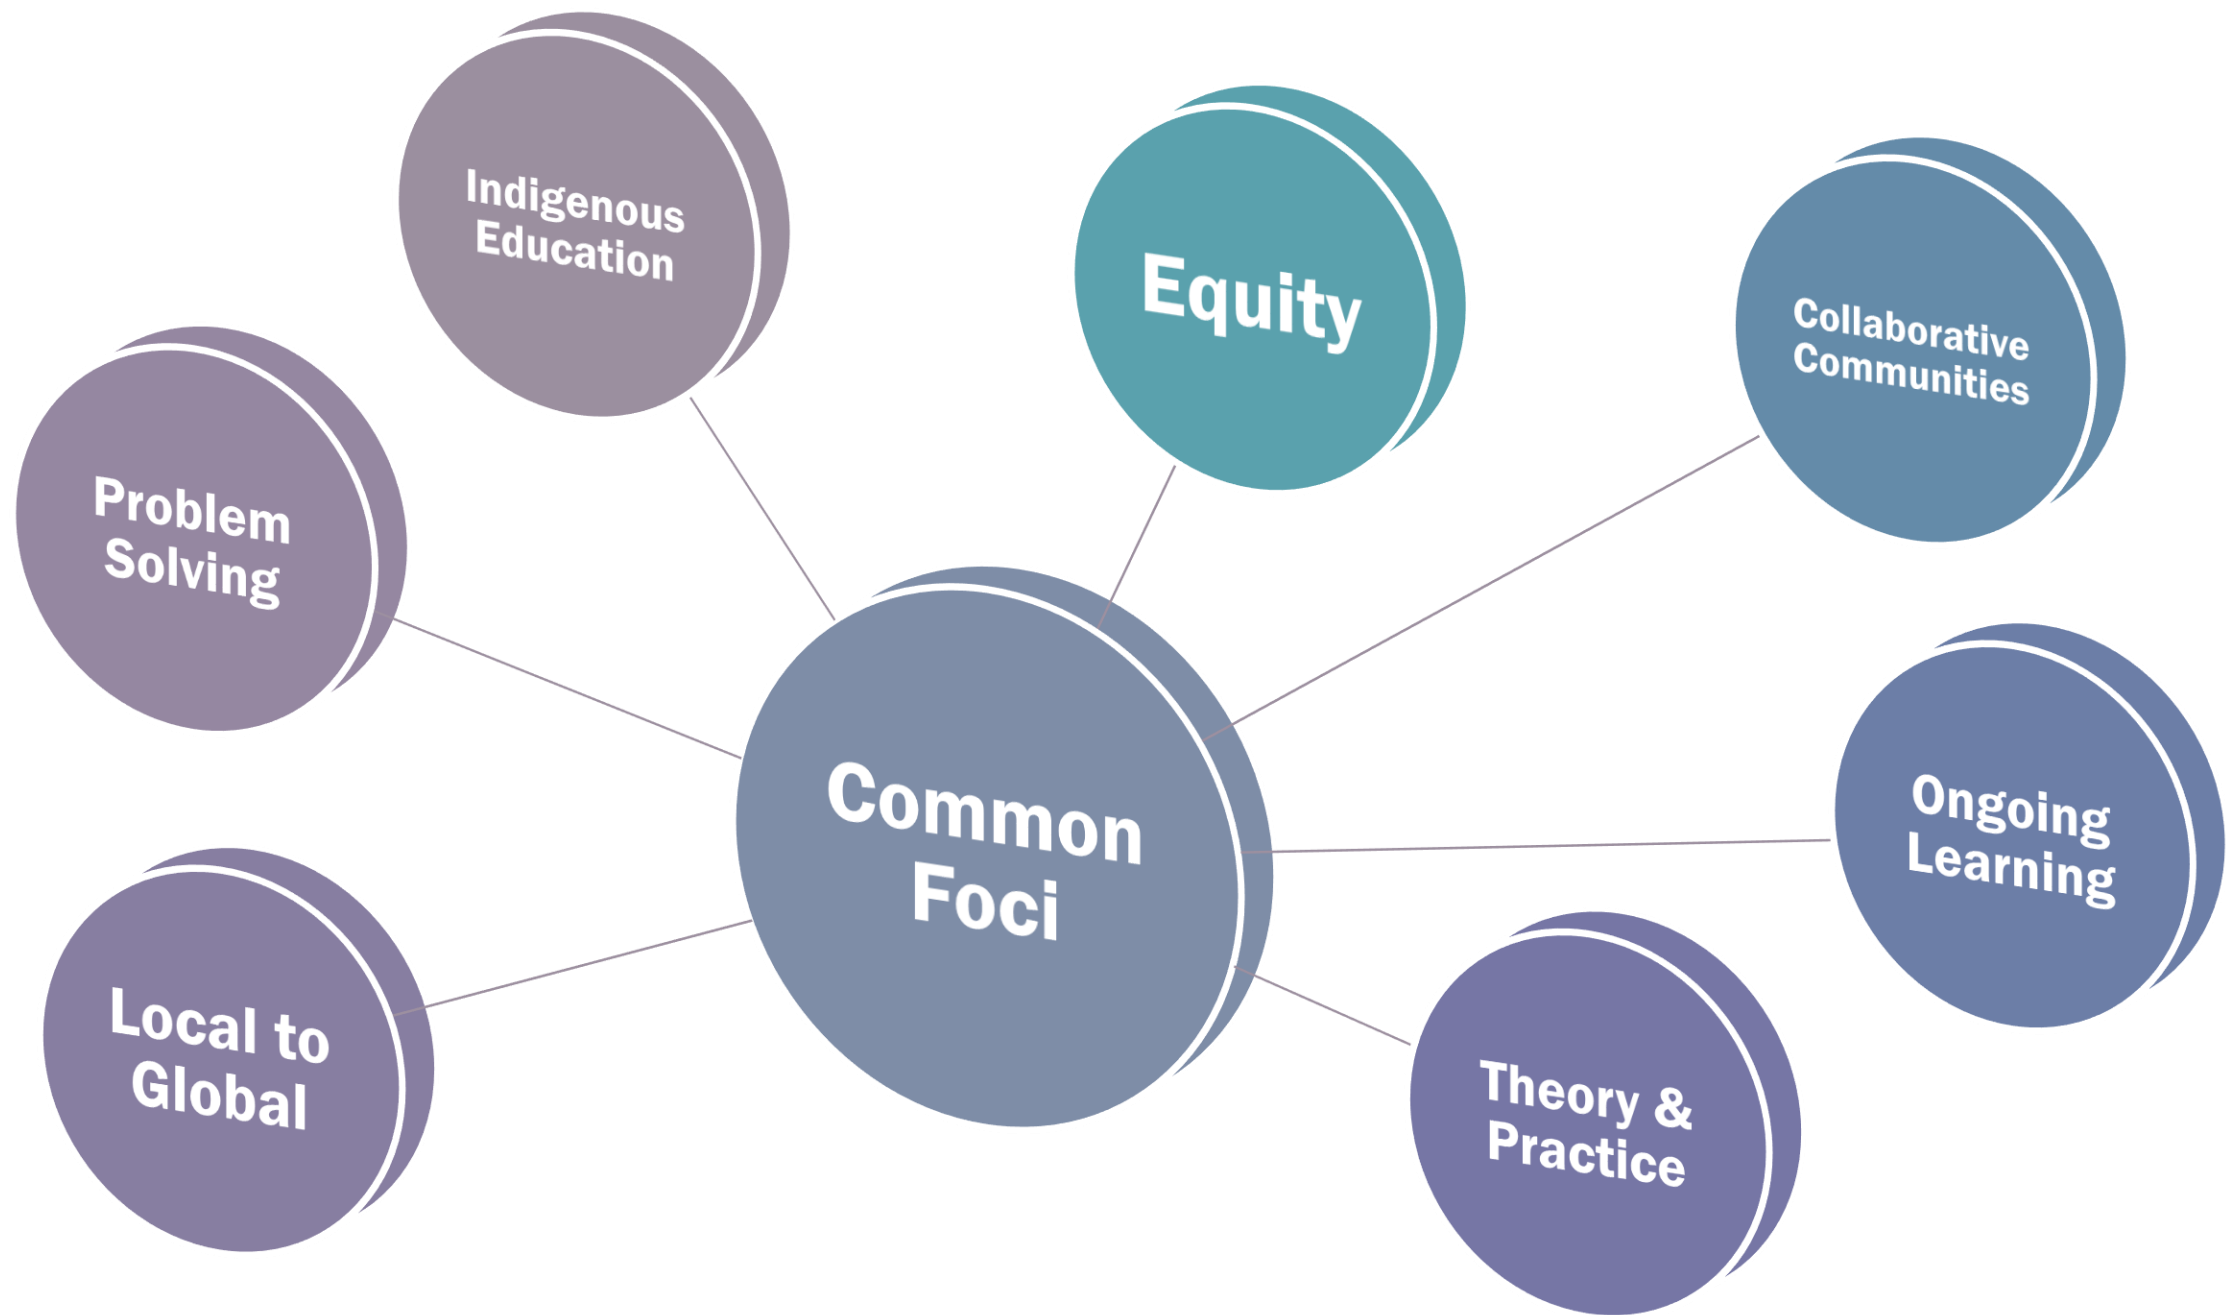 Indigenous
Education
Equity
Collaborative
Communities
Problem
Solving
Common
Foci
Ongoing
Learning
Local to
Global
Theory &
Practice